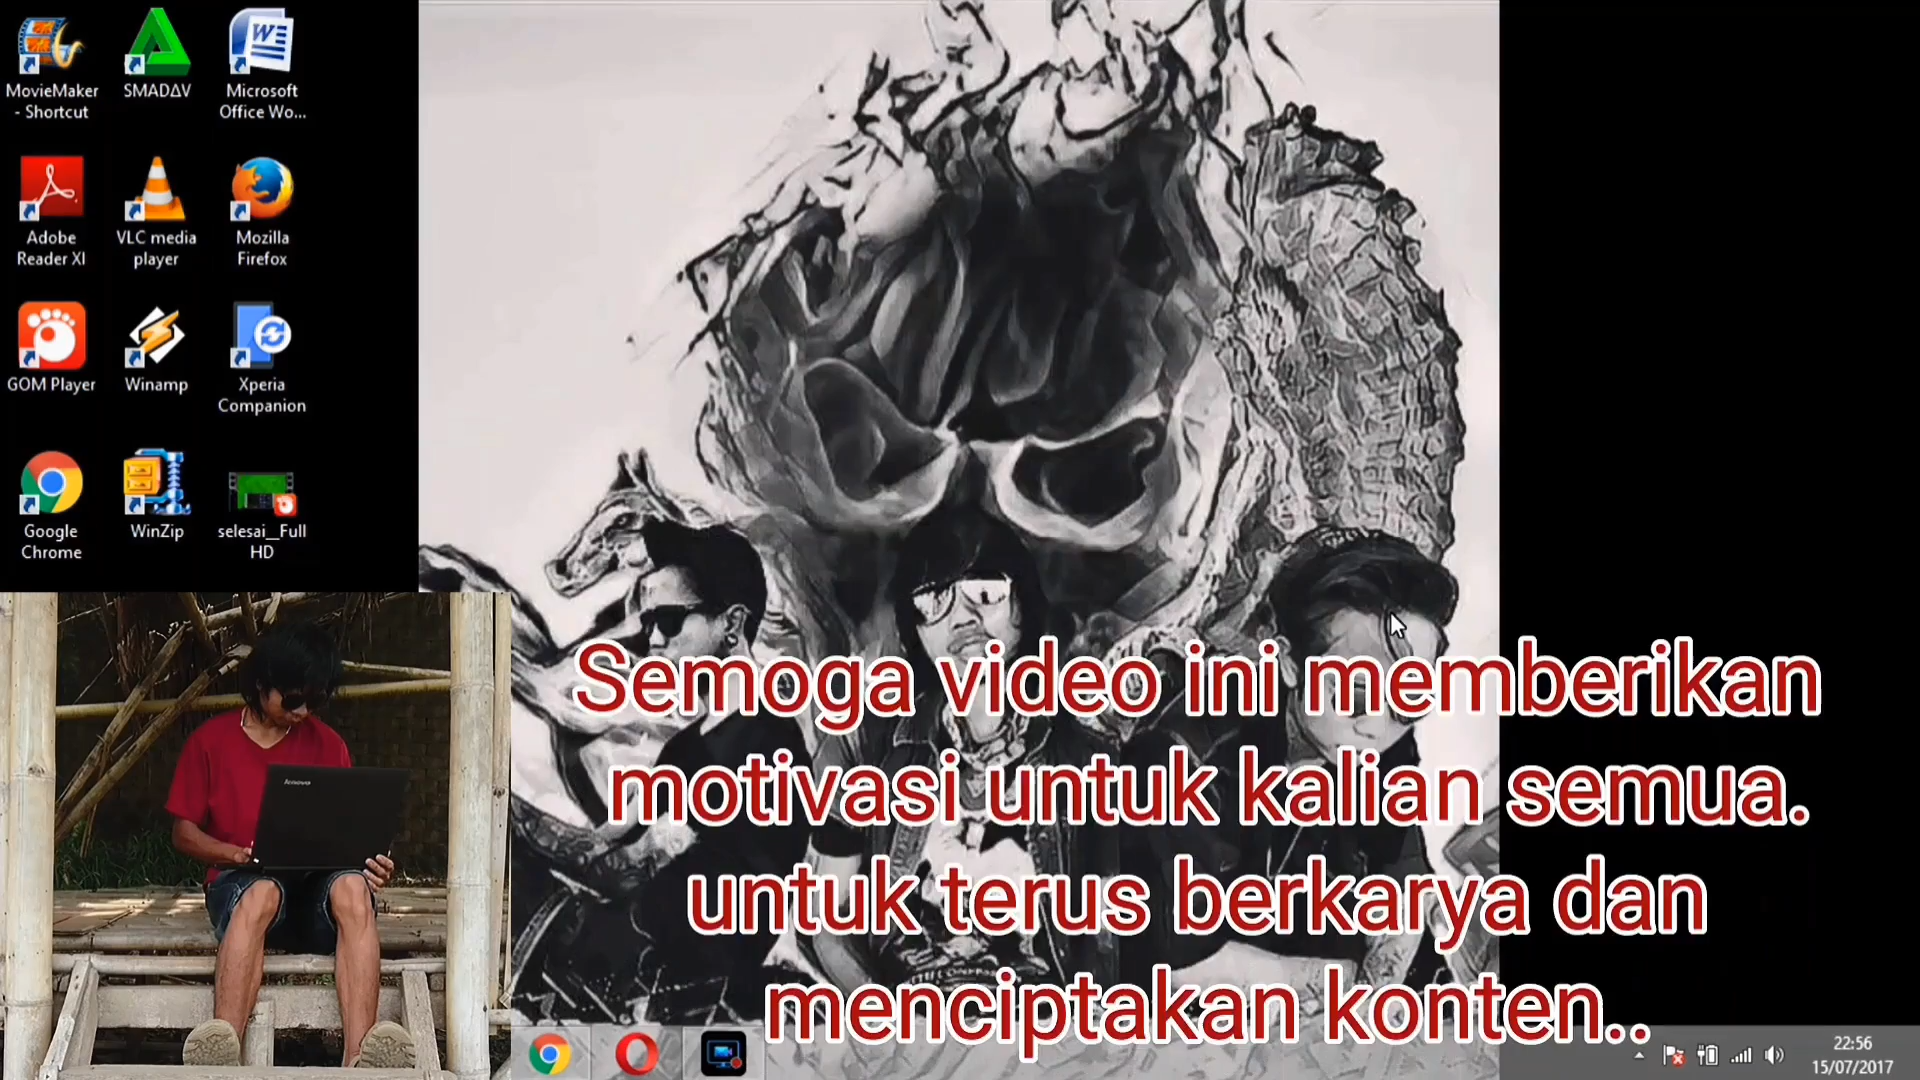 MovieMaker
- Shortcut
SMADΔV
Microsoft
Office Wo...
Adobe
Reader XI
VLC media
player
Mozilla
Firefox
GOM Player
Winamp
Xperia
Companion
Google
Chrome
WinZip
selesai__Full
HD
lenovo
Semoga video ini memberikan
motivasi untuk kalian semua.
untuk terus berkarya dan
menciptakan konten..
22:56
15/07/2017